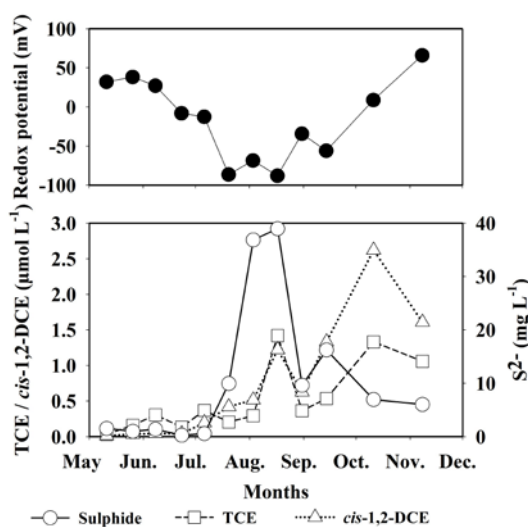 100
50
0
-50
-100
Redox potential (mV)
3.0
2.5
2.0
1.5
1.0
0.5
0.0
TCE / cis-1,2-DCE (µmol L⁻¹)
40
30
20
10
0
S²⁻ (mg L⁻¹)
May Jun. Jul. Aug. Sep. Oct. Nov. Dec.
Months
Sulphide TCE cis-1,2-DCE